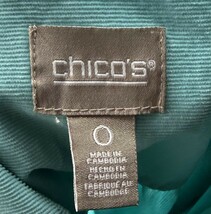 chico's®
0
MADE IN
CAMBODIA
HECHO EN
CAMBOYA
FABRIQUÉ AU
CAMBODGE